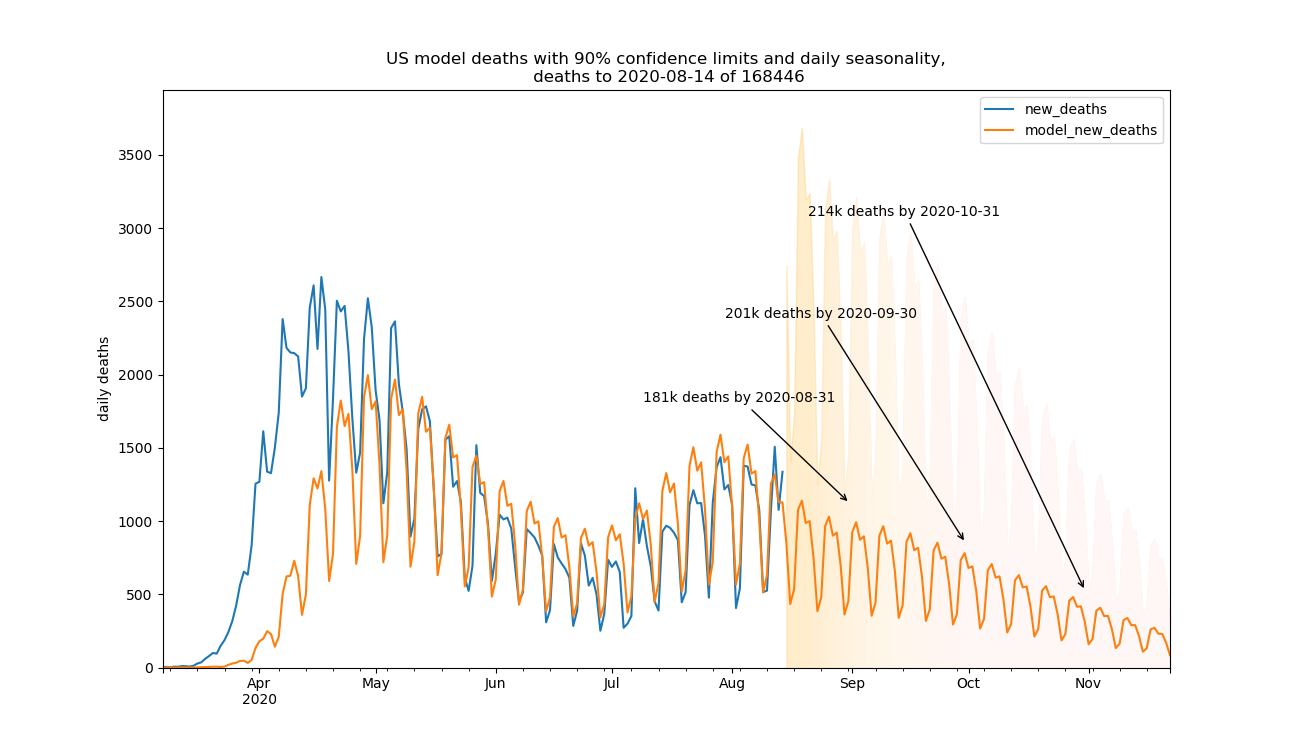 US model deaths with 90% confidence limits and daily seasonality,
deaths to 2020-08-14 of 168446
new_deaths
model_new_deaths
daily deaths
3500
3000
2500
2000
1500
1000
500
0
214k deaths by 2020-10-31
201k deaths by 2020-09-30
181k deaths by 2020-08-31
Apr
2020
May
Jun
Jul
Aug
Sep
Oct
Nov